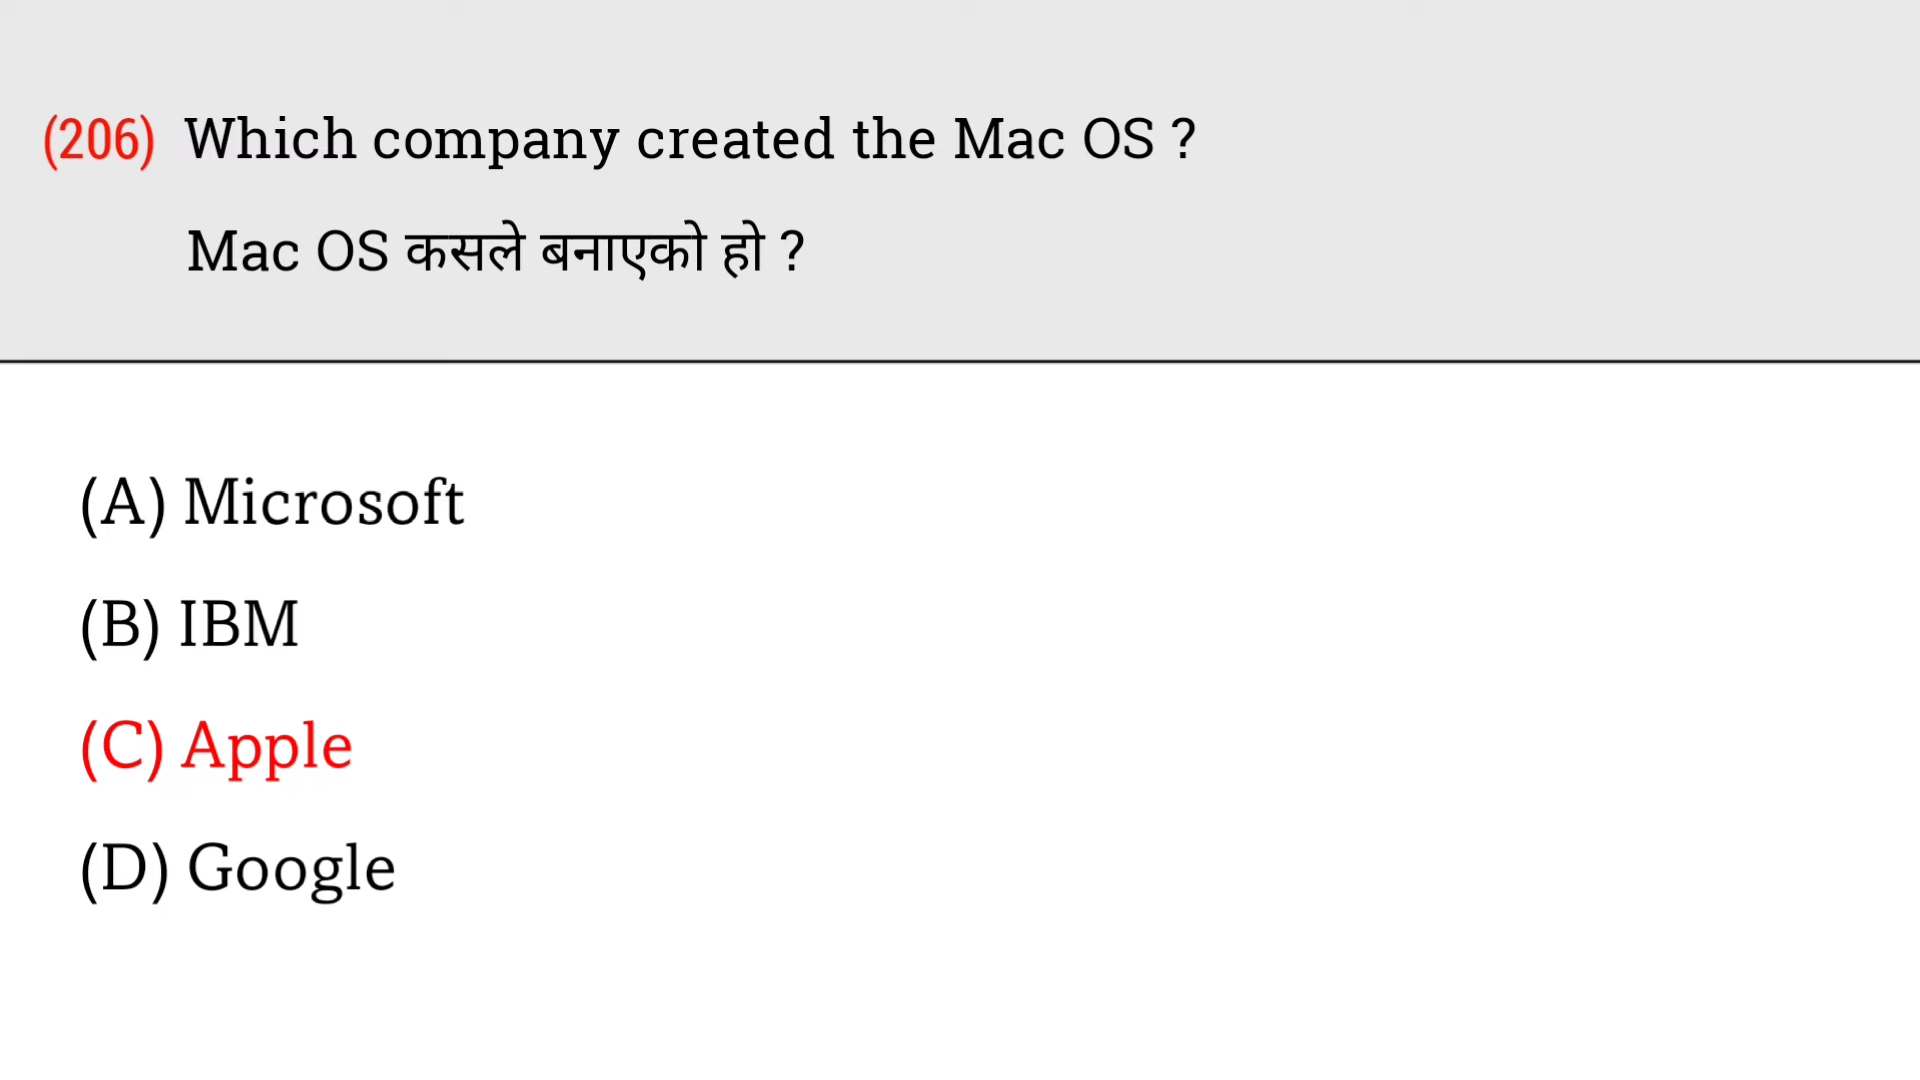 (206) Which company created the Mac OS ?
Mac OS कसले बनाएको हो ?
(A) Microsoft
(B) IBM
(C) Apple
(D) Google